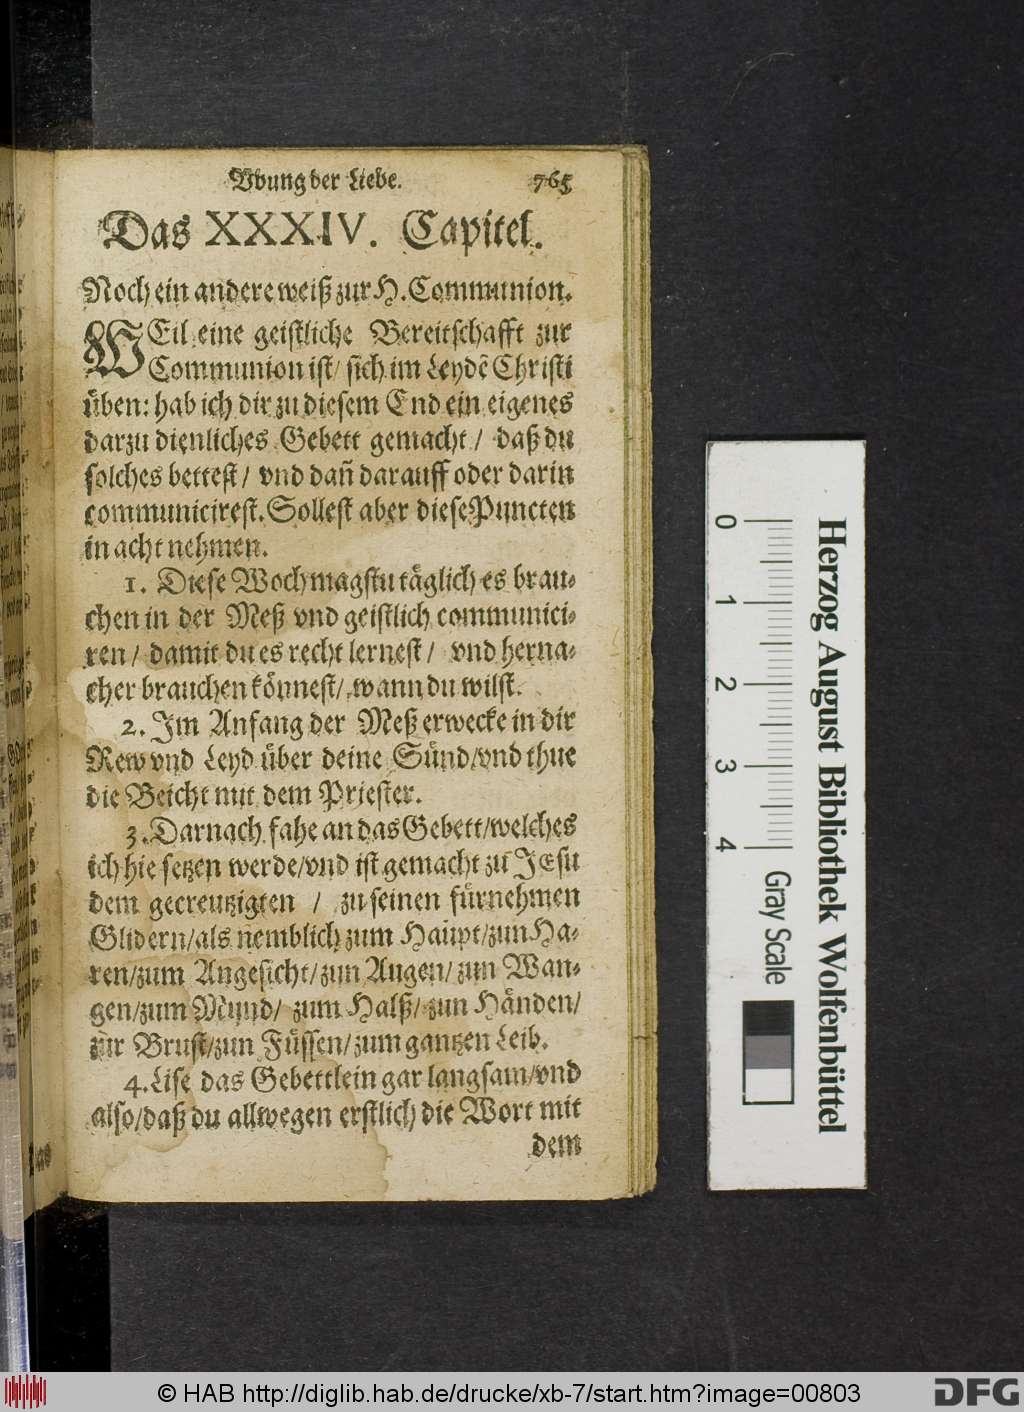 Vbung der Liebe. 765
Das XXXIV. Capitel.
Noch ein andere weiß zur H. Communion.
WEil eine geistliche Bereitschafft zur
Communion ist/ sich im Leydẽ Christi
üben: hab ich dir zu diesem End ein eigenes
darzu dienliches Gebett gemacht/ daß du
solches bettest/ vnd dañ darauff oder darin
communicirest. Sollest aber diese Puncten
in acht nehmen.
1. Diese Woch magstu täglich es brau-
chen in der Meß vnd geistlich communici-
ren/ damit du es recht lernest/ vnd herna-
cher brauchen könnest/ wann du wilst.
2. Im Anfang der Meß erwecke in dir
Rew vnd Leyd über deine Sünd/vnd thue
die Beicht mit dem Priester.
3. Darnach fahe an das Gebett/welches
ich hie setzen werde/vnd ist gemacht zu JEsu
dem gecreutzigten / zu seinen fürnehmen
Glidern/als nemblich zum Haupt/zun Ha-
ren/zum Angesicht/zun Augen/ zun Wan-
gen/zum Mund/ zum Halß/ zun Händen/
zur Brust/zun Füssen/zum gantzen Leib.
4. Lise das Gebettlein gar langsam/vnd
also/daß du allwegen erstlich die Wort mit
dem
Herzog August Bibliothek Wolfenbüttel
0 1 2 3 4
Gray Scale
© HAB http://diglib.hab.de/drucke/xb-7/start.htm?image=00803
DFG